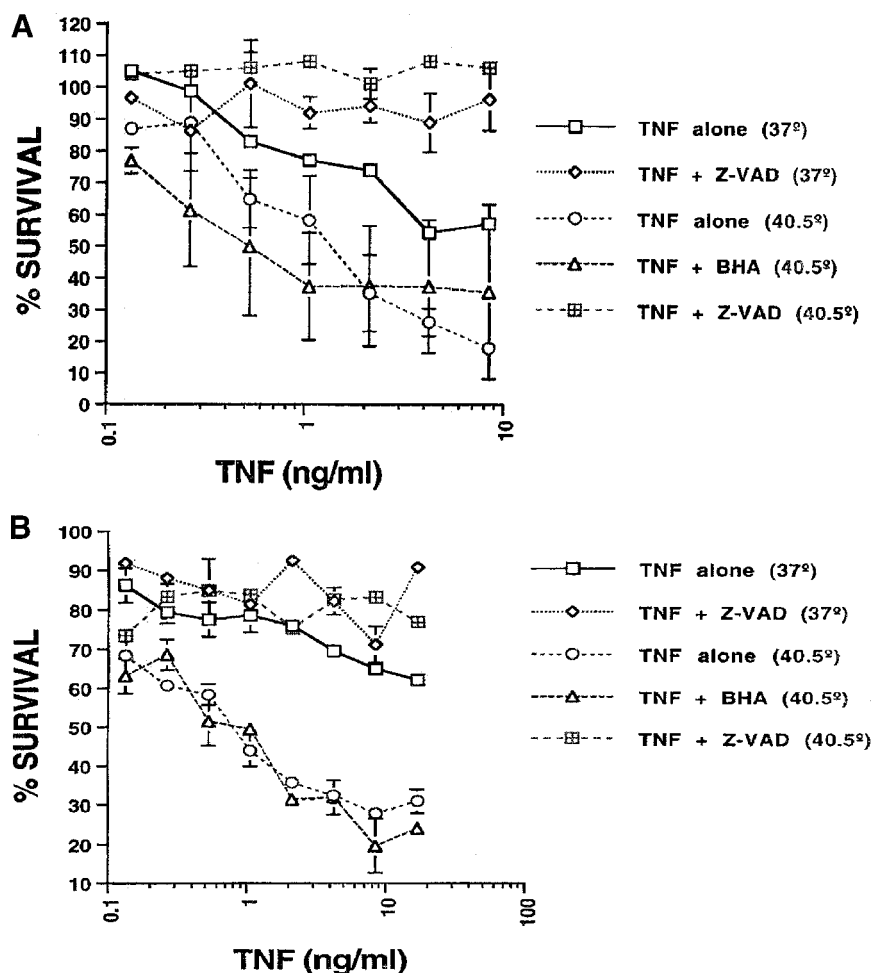 A
120
110
100
90
80
70
60
50
40
30
20
10
0
% SURVIVAL
0.1
1
10
TNF (ng/ml)
TNF alone (37º)
TNF + Z-VAD (37º)
TNF alone (40.5º)
TNF + BHA (40.5º)
TNF + Z-VAD (40.5º)
B
100
90
80
70
60
50
40
30
20
10
% SURVIVAL
0.1
1
10
100
TNF (ng/ml)
TNF alone (37º)
TNF + Z-VAD (37º)
TNF alone (40.5º)
TNF + BHA (40.5º)
TNF + Z-VAD (40.5º)